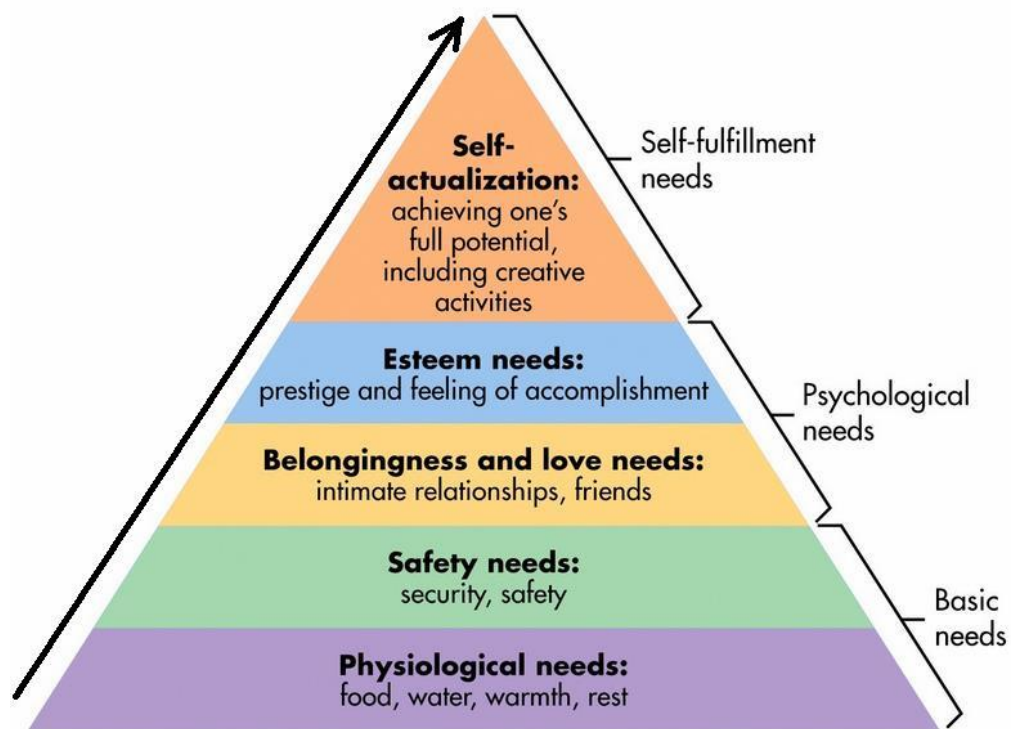 Self-
actualization:
achieving one's
full potential,
including creative
activities
Self-fulfillment
needs
Esteem needs:
prestige and feeling of accomplishment
Psychological
needs
Belongingness and love needs:
intimate relationships, friends
Safety needs:
security, safety
Basic
needs
Physiological needs:
food, water, warmth, rest